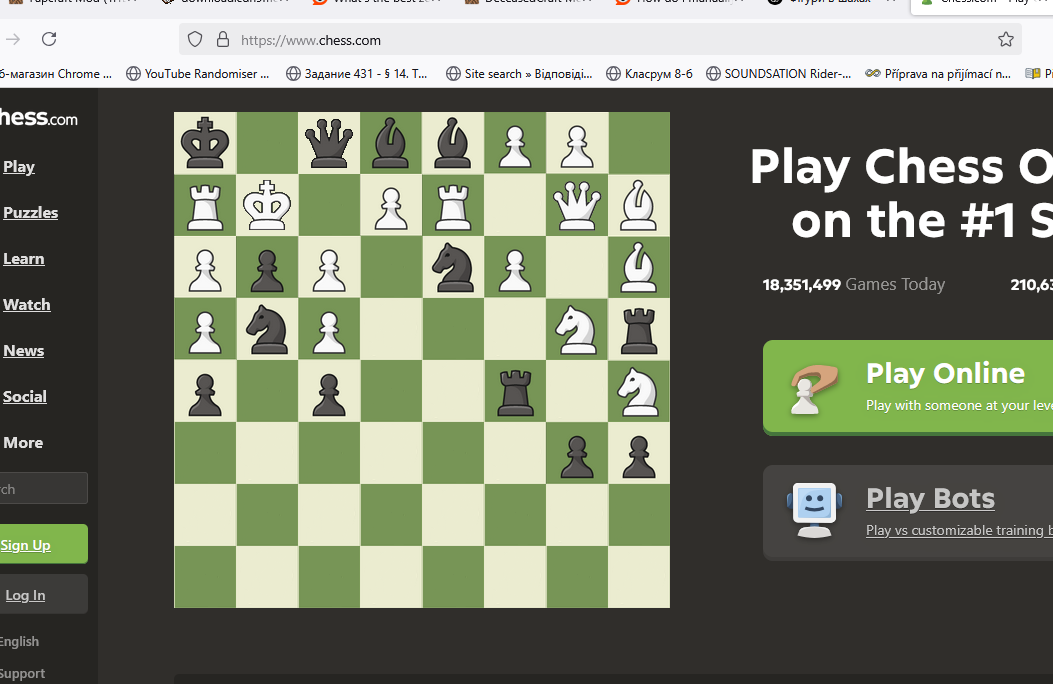 https://www.chess.com
б-магазин Chrome ... YouTube Randomiser ... Задание 431 - § 14. Т... Site search » Відповіді... Класрум 8-б SOUNDSATION Rider-... Příprava na přijímací n...
hess.com
Play
Puzzles
Learn
Watch
News
Social
More
rch
Sign Up
Log In
English
Support
Play Chess O
on the #1 S
18,351,499 Games Today 210,63
Play Online
Play with someone at your leve
Play Bots
Play vs customizable training b